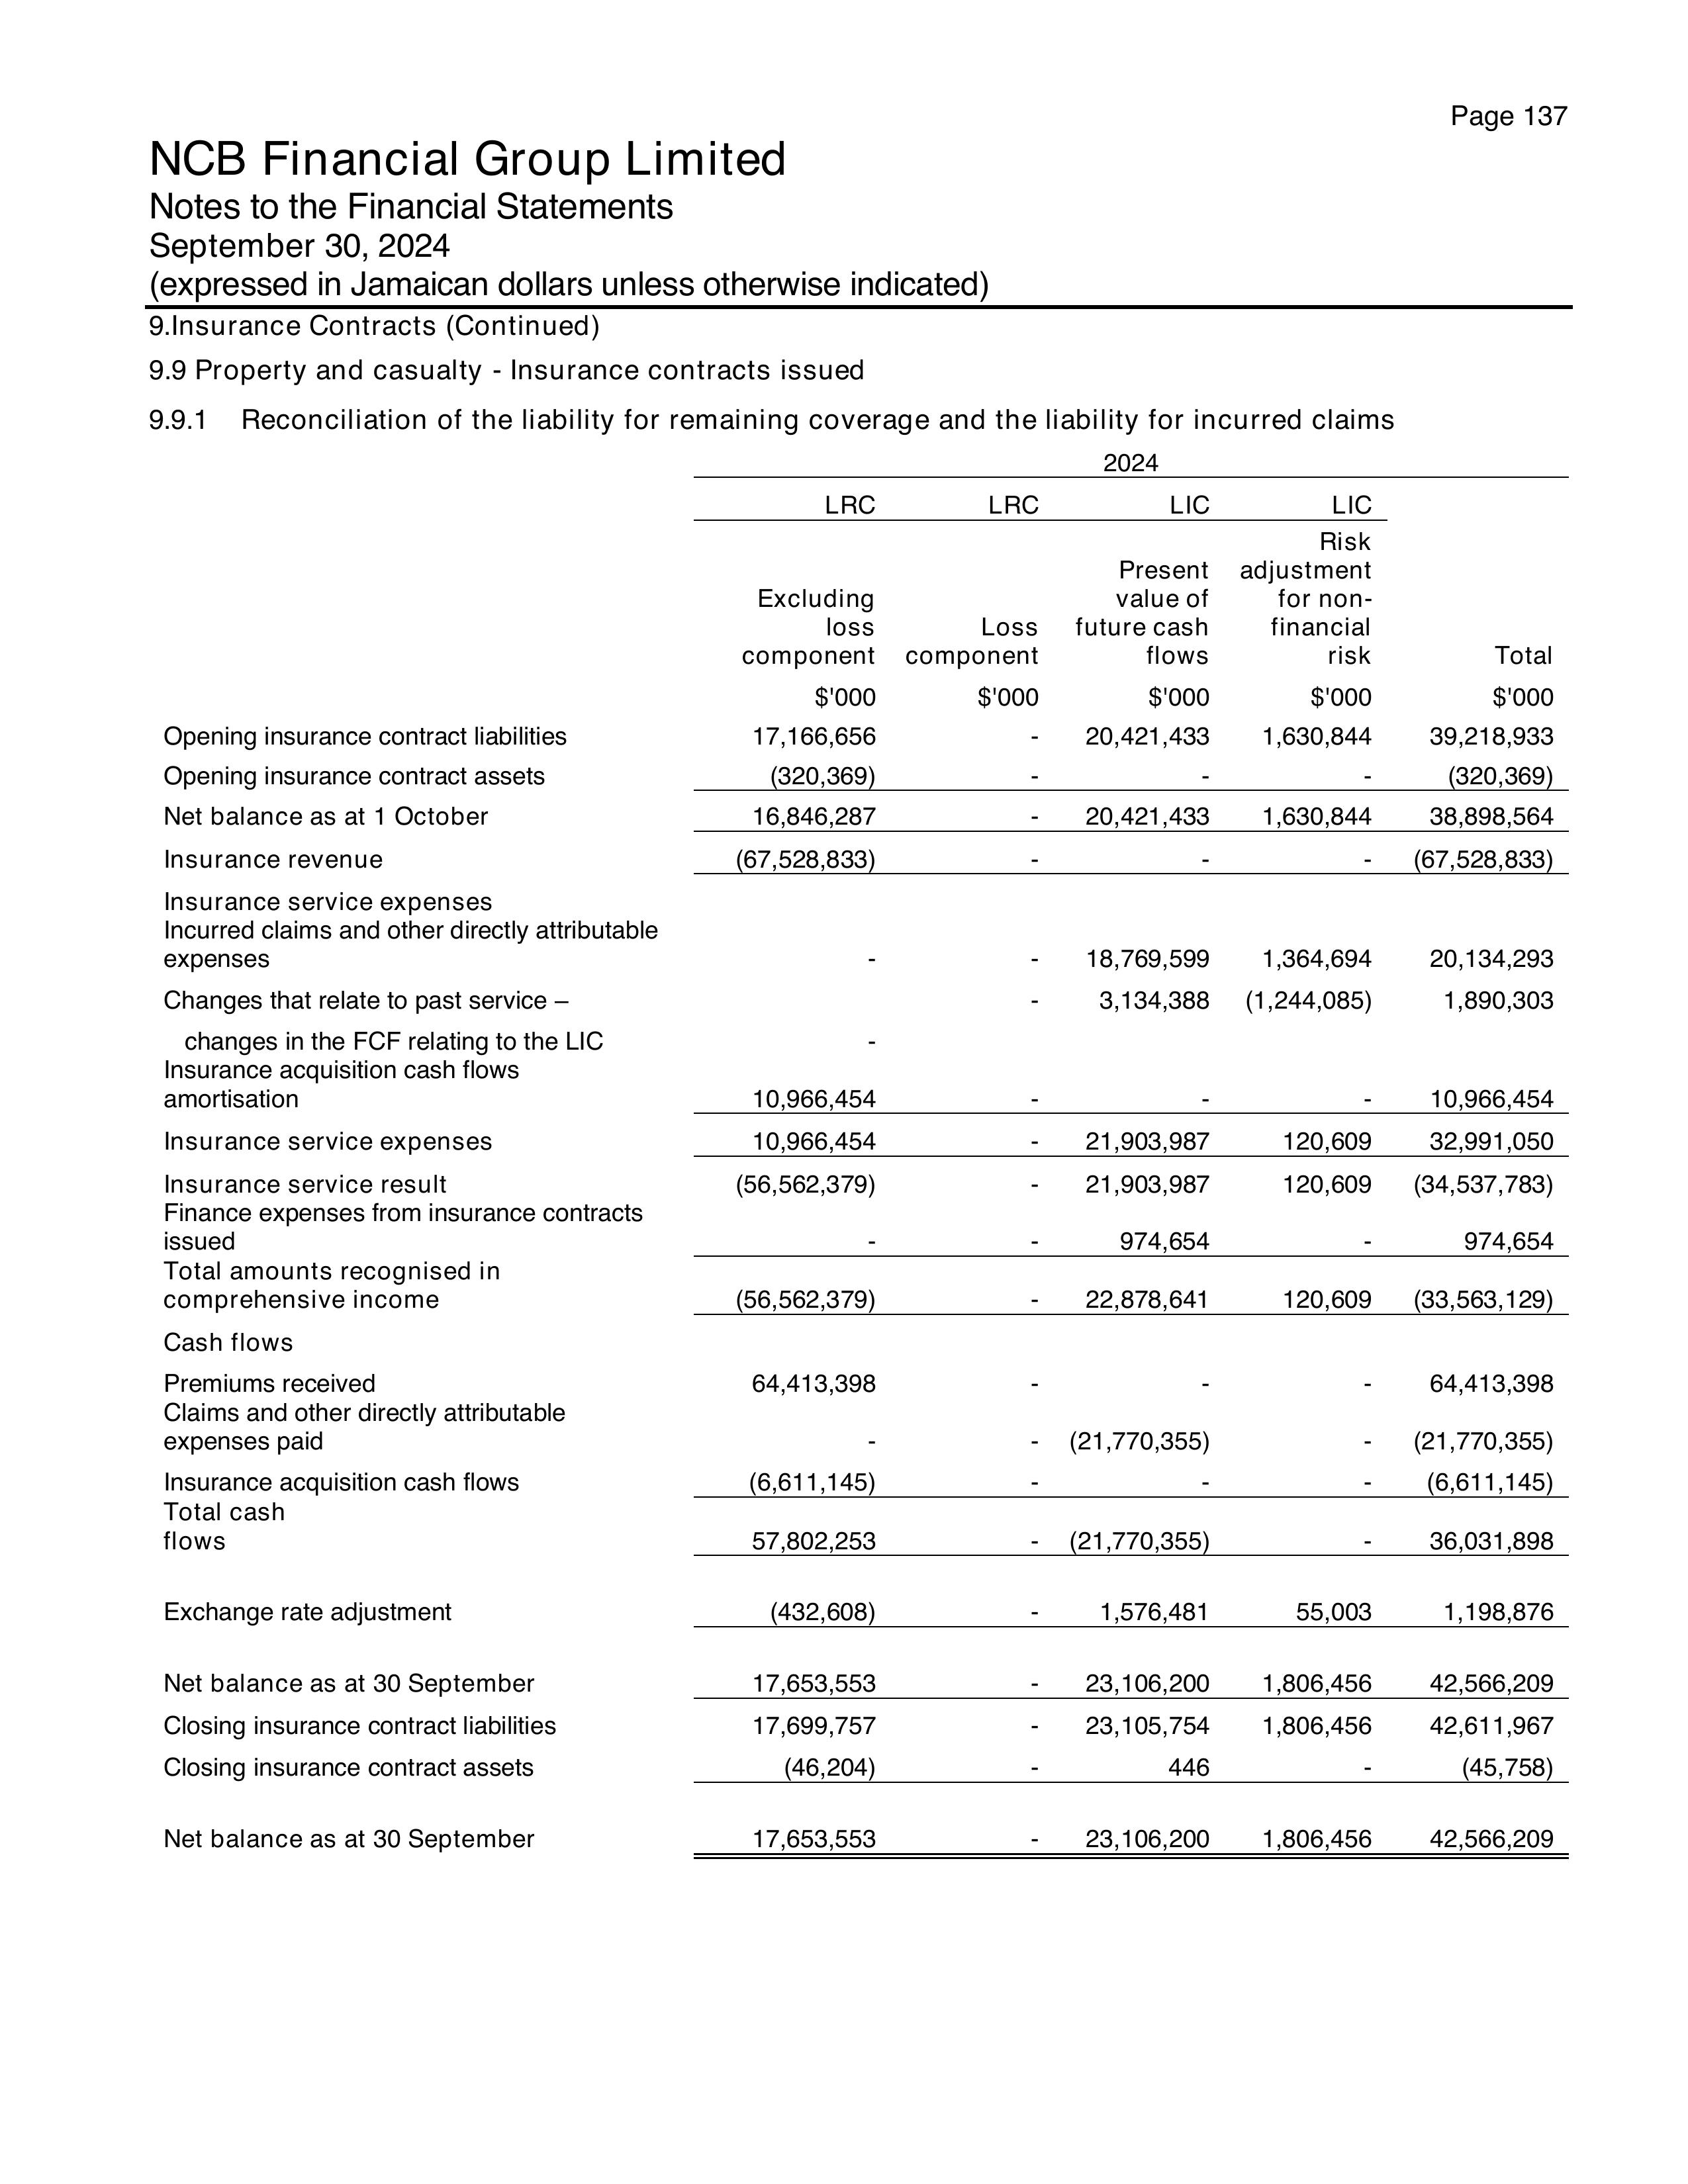 Page 137
NCB Financial Group Limited
Notes to the Financial Statements
September 30, 2024
(expressed in Jamaican dollars unless otherwise indicated)
9.Insurance Contracts (Continued)
9.9 Property and casualty - Insurance contracts issued
9.9.1 Reconciliation of the liability for remaining coverage and the liability for incurred claims
2024
LRC LRC LIC LIC
Risk
Present adjustment
Excluding value of for non-
loss Loss future cash financial
component component flows risk Total
$'000 $'000 $'000 $'000 $'000
Opening insurance contract liabilities 17,166,656 - 20,421,433 1,630,844 39,218,933
Opening insurance contract assets (320,369) - - - (320,369)
Net balance as at 1 October 16,846,287 - 20,421,433 1,630,844 38,898,564
Insurance revenue (67,528,833) - - - (67,528,833)
Insurance service expenses
Incurred claims and other directly attributable
expenses - - 18,769,599 1,364,694 20,134,293
Changes that relate to past service – - 3,134,388 (1,244,085) 1,890,303
changes in the FCF relating to the LIC -
Insurance acquisition cash flows
amortisation 10,966,454 - - - 10,966,454
Insurance service expenses 10,966,454 - 21,903,987 120,609 32,991,050
Insurance service result (56,562,379) - 21,903,987 120,609 (34,537,783)
Finance expenses from insurance contracts
issued - - 974,654 - 974,654
Total amounts recognised in
comprehensive income (56,562,379) - 22,878,641 120,609 (33,563,129)
Cash flows
Premiums received 64,413,398 - - - 64,413,398
Claims and other directly attributable
expenses paid - - (21,770,355) - (21,770,355)
Insurance acquisition cash flows (6,611,145) - - - (6,611,145)
Total cash
flows 57,802,253 - (21,770,355) - 36,031,898
Exchange rate adjustment (432,608) - 1,576,481 55,003 1,198,876
Net balance as at 30 September 17,653,553 - 23,106,200 1,806,456 42,566,209
Closing insurance contract liabilities 17,699,757 - 23,105,754 1,806,456 42,611,967
Closing insurance contract assets (46,204) - 446 - (45,758)
Net balance as at 30 September 17,653,553 - 23,106,200 1,806,456 42,566,209